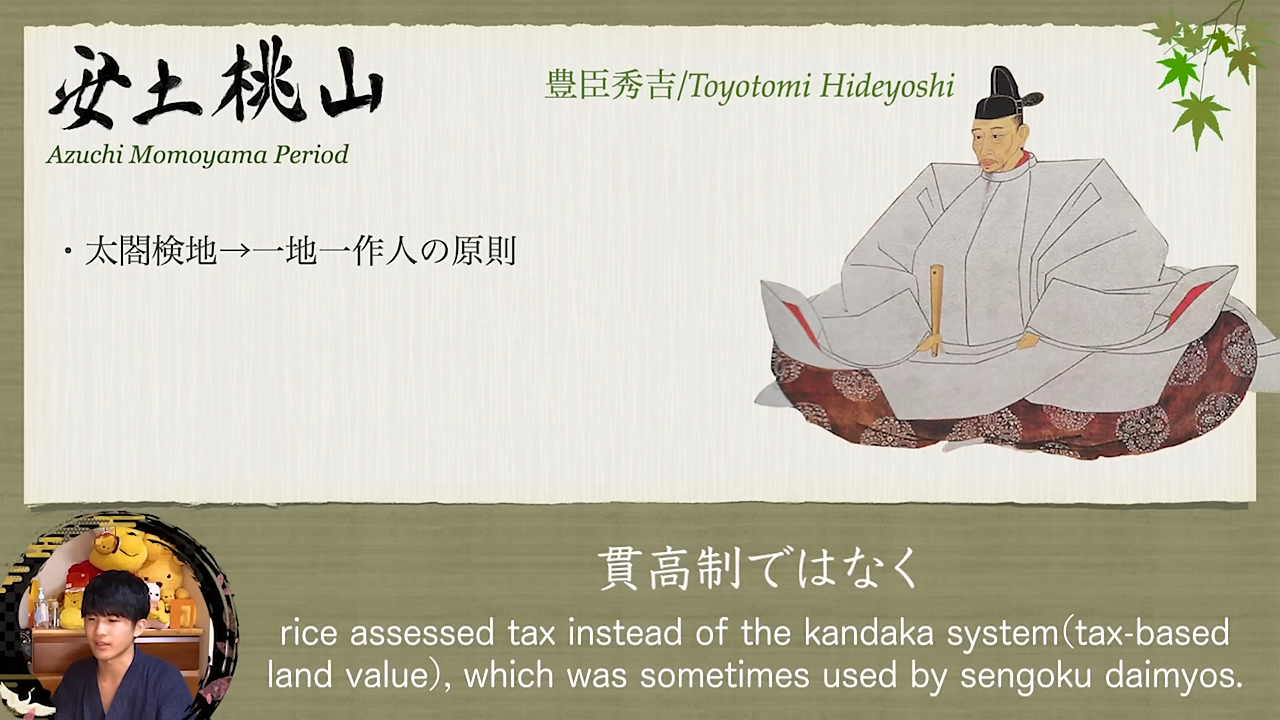 安土桃山
Azuchi Momoyama Period
豊臣秀吉/Toyotomi Hideyoshi
・太閤検地→一地一作人の原則
貫高制ではなく
rice assessed tax instead of the kandaka system(tax-based
land value), which was sometimes used by sengoku daimyos.